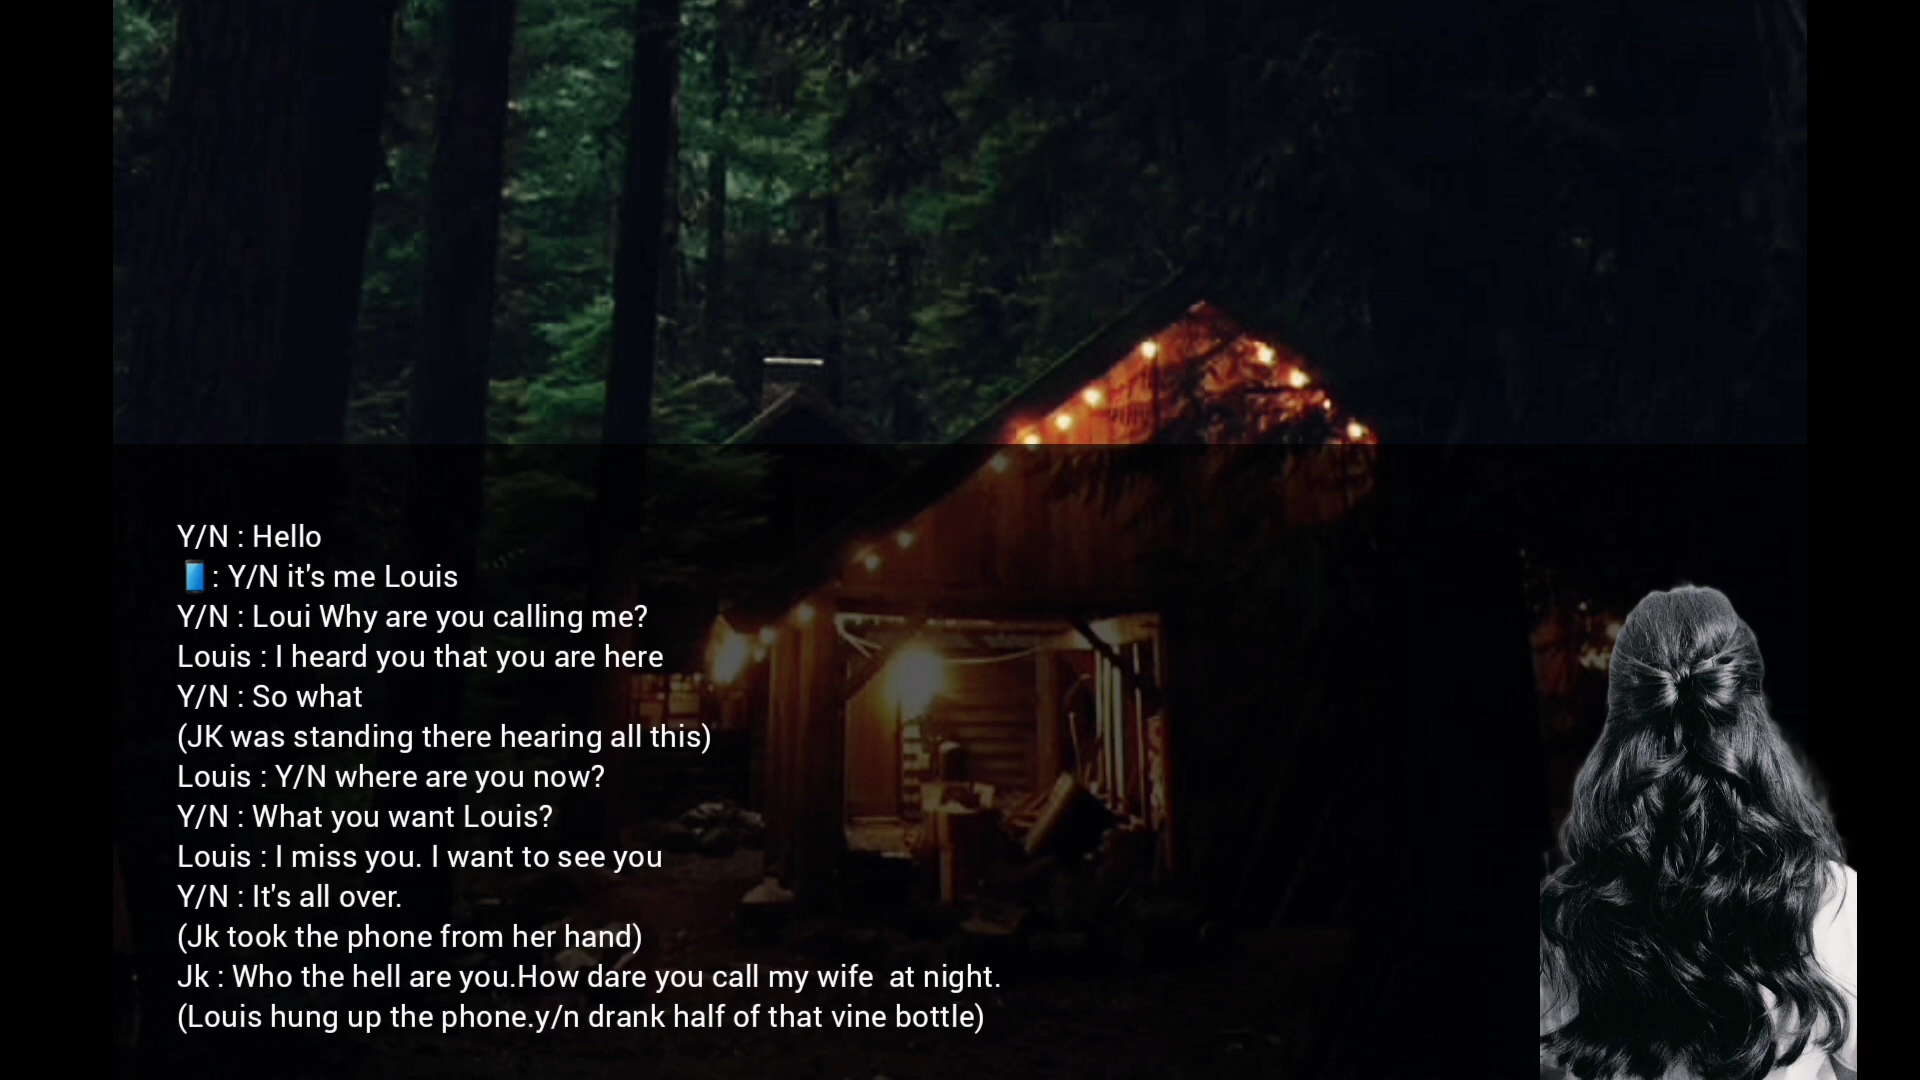 Y/N : Hello
📱: Y/N it's me Louis
Y/N : Loui Why are you calling me?
Louis : I heard you that you are here
Y/N : So what
(JK was standing there hearing all this)
Louis : Y/N where are you now?
Y/N : What you want Louis?
Louis : I miss you. I want to see you
Y/N : It's all over.
(Jk took the phone from her hand)
Jk : Who the hell are you.How dare you call my wife  at night.
(Louis hung up the phone.y/n drank half of that vine bottle)